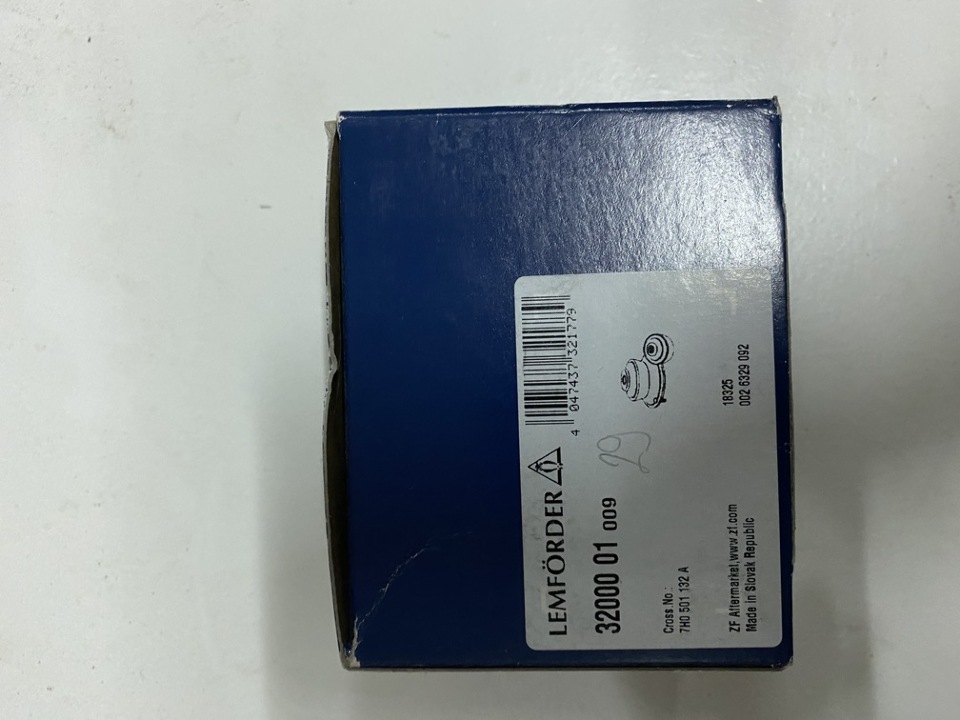 LEMFÖRDER
4 047437 321779
32000 01 009
29
Cross No :
7H0 501 132 A
ZF Aftermarket,www.zf.com
Made in Slovak Republic
18325
002 6329 092